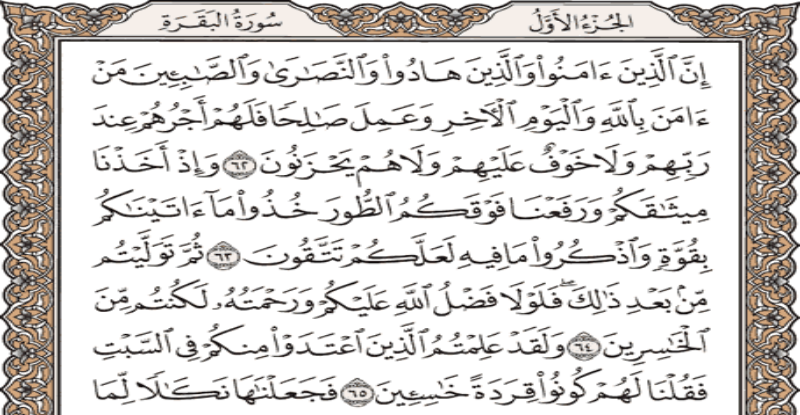 الجُزْءُ الأَوَّلُ
سُورَةُ البَقَرَةِ
إِنَّ ٱلَّذِينَ ءَامَنُوا۟ وَٱلَّذِينَ هَادُوا۟ وَٱلنَّصَٰرَىٰ وَٱلصَّٰبِـِٔينَ مَنْ
ءَامَنَ بِٱللَّهِ وَٱلْيَوْمِ ٱلْـَٔاخِرِ وَعَمِلَ صَٰلِحًا فَلَهُمْ أَجْرُهُمْ عِندَ
رَبِّهِمْ وَلَا خَوْفٌ عَلَيْهِمْ وَلَا هُمْ يَحْزَنُونَ ٦٢ وَإِذْ أَخَذْنَا
مِيثَٰقَكُمْ وَرَفَعْنَا فَوْقَكُمُ ٱلطُّورَ خُذُوا۟ مَآ ءَاتَيْنَٰكُم
بِقُوَّةٍ وَٱذْكُرُوا۟ مَا فِيهِ لَعَلَّكُمْ تَتَّقُونَ ٦٣ ثُمَّ تَوَلَّيْتُم
مِّنۢ بَعْدِ ذَٰلِكَ ۖ فَلَوْلَا فَضْلُ ٱللَّهِ عَلَيْكُمْ وَرَحْمَتُهُۥ لَكُنتُم مِّنَ
ٱلْخَٰسِرِينَ ٦٤ وَلَقَدْ عَلِمْتُمُ ٱلَّذِينَ ٱعْتَدَوْا۟ مِنكُمْ فِى ٱلسَّبْتِ
فَقُلْنَا لَهُمْ كُونُوا۟ قِرَدَةً خَٰسِـِٔينَ ٦٥ فَجَعَلْنَٰهَا نَكَٰلًا لِّمَا